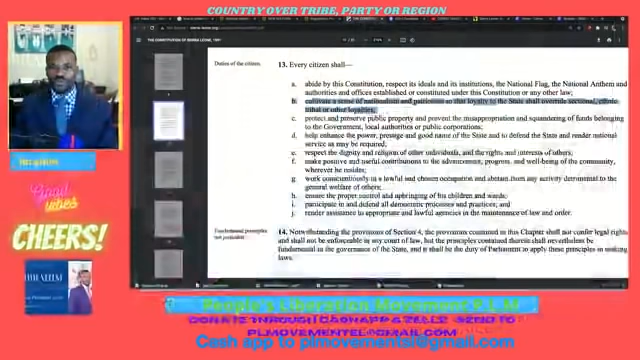 COUNTRY OVER TRIBE, PARTY OR REGION
THE CONSTITUTION OF SIERRA LEONE, 1991
Duties of the citizen.
13. Every citizen shall—
a. abide by this Constitution, respect its ideals and its institutions, the National Flag, the National Anthem and
authorities and offices established or constituted under this Constitution or any other law;
b. cultivate a sense of nationalism and patriotism so that loyalty to the State shall override sectional, ethnic,
tribal or other loyalties;
c. protect and preserve public property and prevent the misappropriation and squandering of funds belonging
to the Government, local authorities or public corporations;
d. help enhance the power, prestige and good name of the State and to defend the State and render national
service as may be required;
e. respect the dignity and religion of other individuals, and the rights and interests of others;
f. make positive and useful contributions to the advancement, progress and well-being of the community,
wherever he resides;
g. work conscientiously in a lawful and chosen occupation and abstain from any activity detrimental to the
general welfare of others;
h. ensure the proper control and upbringing of his children and wards;
i. participate in and defend all democratic processes and practices; and
j. render assistance to appropriate and lawful agencies in the maintenance of law and order.
Fundamental principles
not justiciable.
14. Notwithstanding the provisions of Section 4, the provisions contained in this Chapter shall not confer legal rights
and shall not be enforceable in any court of law, but the principles contained therein shall nevertheless be
fundamental in the governance of the State, and it shall be the duty of Parliament to apply these principles in making
laws.
Good
vibes
CHEERS!
People's Liberation Movement P.L.M
DONATE THROUGH CASHAPP & ZELLE SEND TO
PLMOVEMENTEL@GMAIL.COM
Cash app to plmovementsl@gmail.com